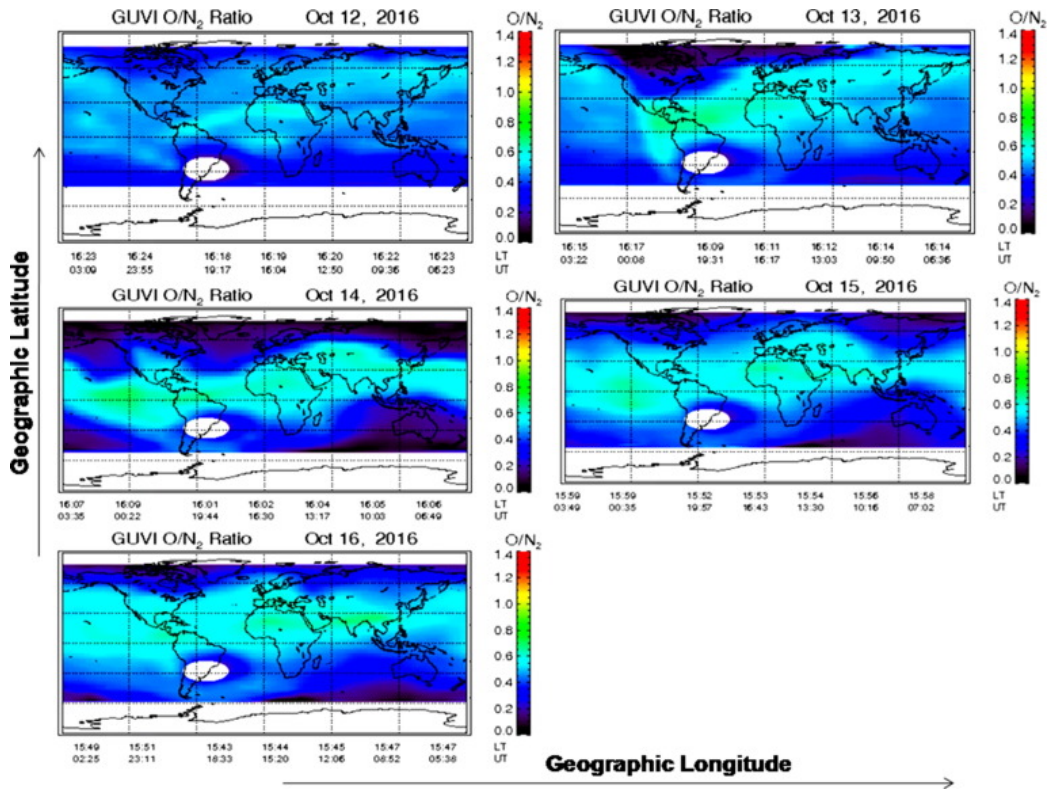 GUVI O/N2 Ratio Oct 12, 2016 O/N2
1.4
1.2
1.0
0.8
0.6
0.4
0.2
0.0
16:23 16:24 16:18 16:19 16:20 16:22 16:23 LT
03:09 23:55 19:17 16:04 12:50 09:36 06:23 UT
GUVI O/N2 Ratio Oct 13, 2016 O/N2
1.4
1.2
1.0
0.8
0.6
0.4
0.2
0.0
16:15 16:17 16:09 16:11 16:12 16:14 16:14 LT
03:22 00:08 19:31 16:17 13:03 09:50 06:36 UT
GUVI O/N2 Ratio Oct 14, 2016 O/N2
1.4
1.2
1.0
0.8
0.6
0.4
0.2
0.0
16:07 16:09 16:01 16:02 16:04 16:05 16:06 LT
03:35 00:22 19:44 16:30 13:17 10:03 06:49 UT
GUVI O/N2 Ratio Oct 15, 2016 O/N2
1.4
1.2
1.0
0.8
0.6
0.4
0.2
0.0
15:59 15:59 15:52 15:53 15:54 15:56 15:58 LT
03:49 00:35 19:57 16:43 13:30 10:16 07:02 UT
GUVI O/N2 Ratio Oct 16, 2016 O/N2
1.4
1.2
1.0
0.8
0.6
0.4
0.2
0.0
15:49 15:51 15:43 15:44 15:45 15:47 15:47 LT
02:25 23:11 18:33 15:20 12:06 08:52 05:38 UT
Geographic Latitude
Geographic Longitude